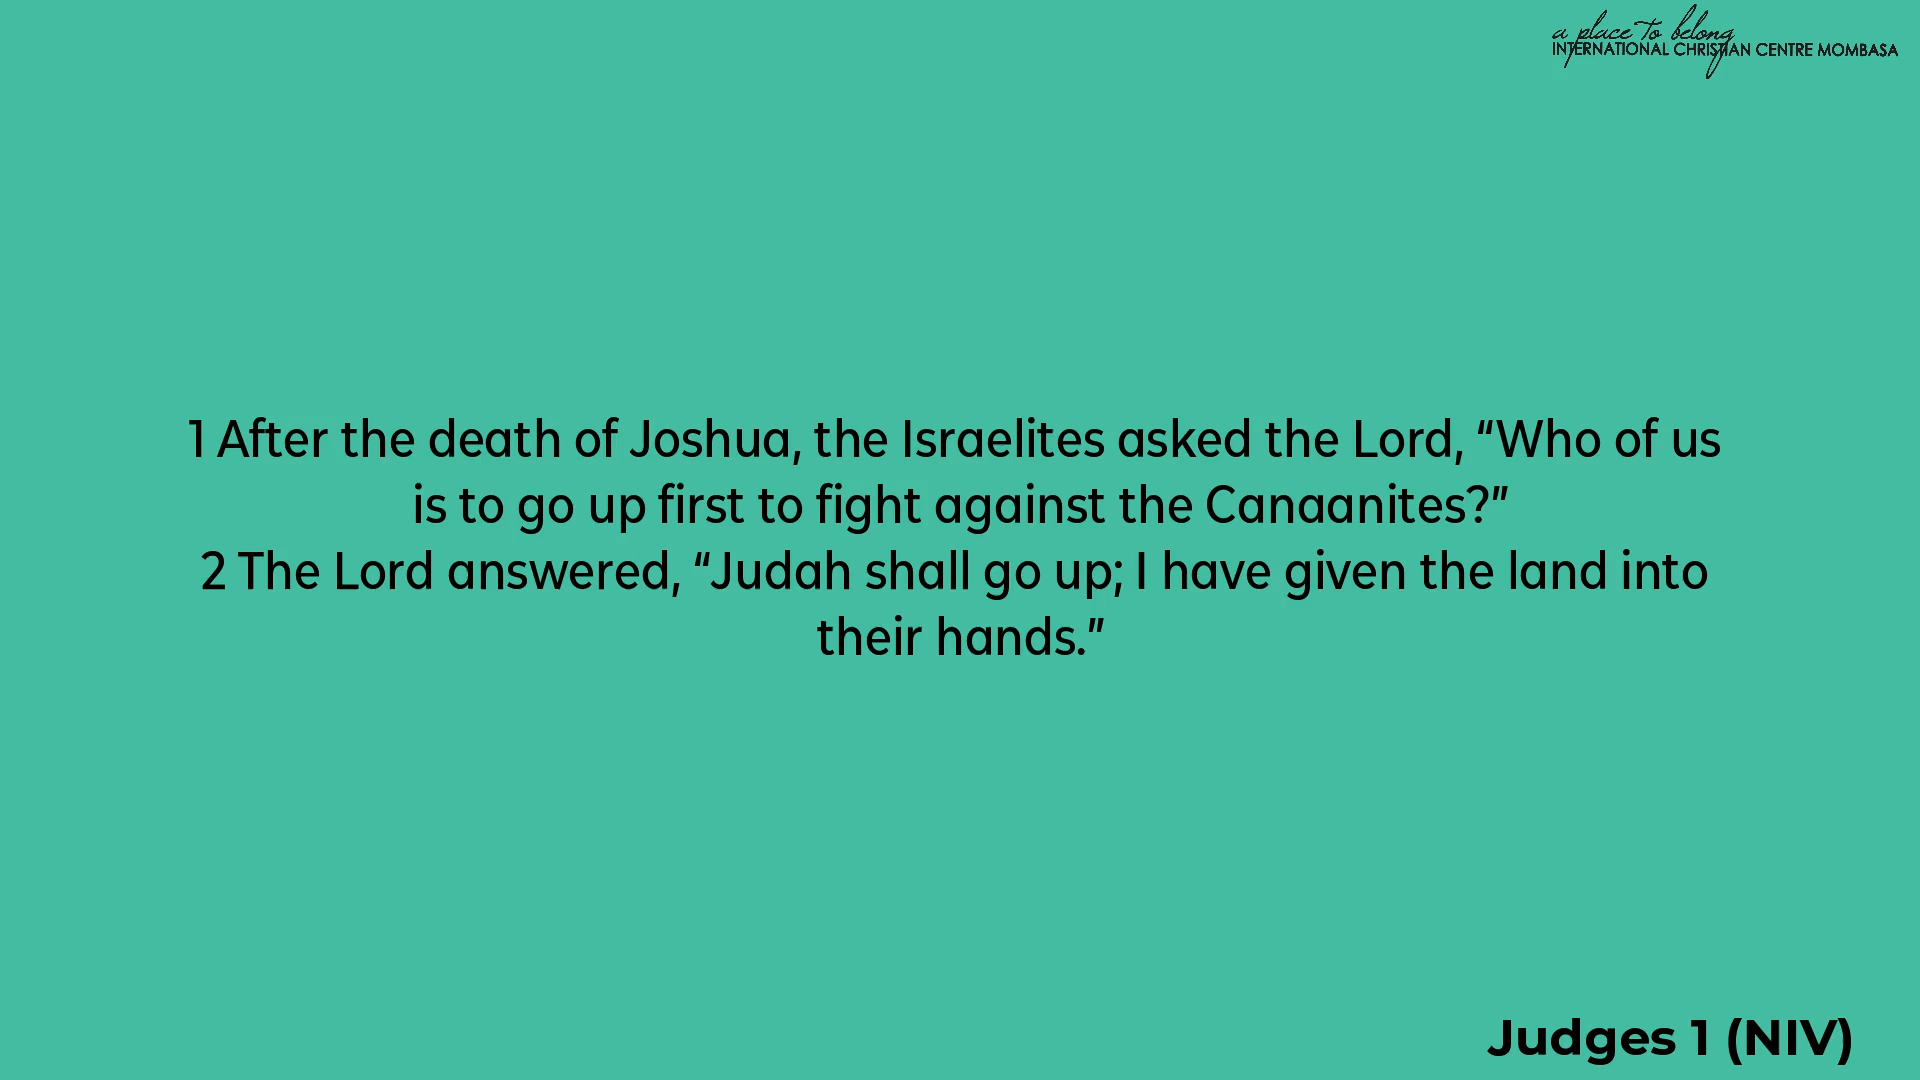 a place to belong
INTERNATIONAL CHRISTIAN CENTRE MOMBASA
1 After the death of Joshua, the Israelites asked the Lord, “Who of us
is to go up first to fight against the Canaanites?”
2 The Lord answered, “Judah shall go up; I have given the land into
their hands.”
Judges 1 (NIV)